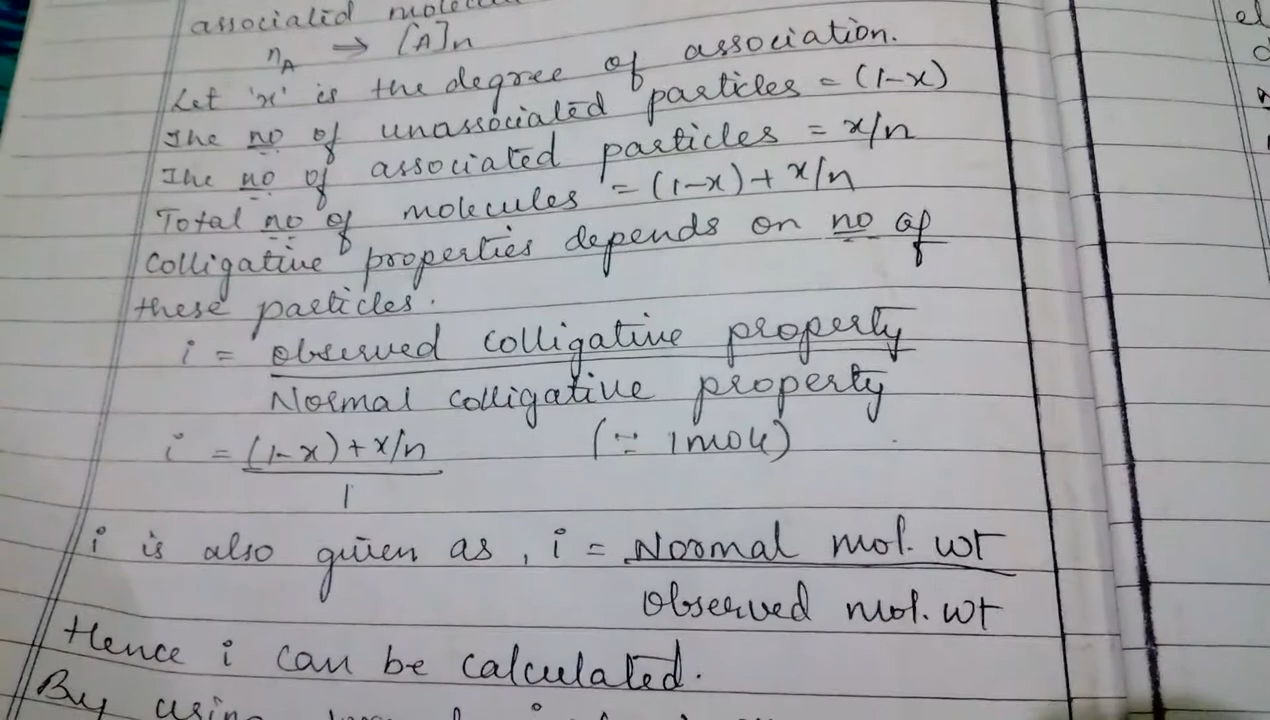 associated
nA → [A]n
Let 'x' is the degree of association.
The no of unassociated particles = (1-x)
The no of associated particles = x/n
Total no of molecules = (1-x) + x/n
Colligative properties depends on no of
these particles.
i = observed colligative property
Normal colligative property
i = (1-x) + x/n (∵ 1mole)
1
i is also given as, i = Normal mol. wt
observed mol. wt
Hence i can be calculated.
By using
el